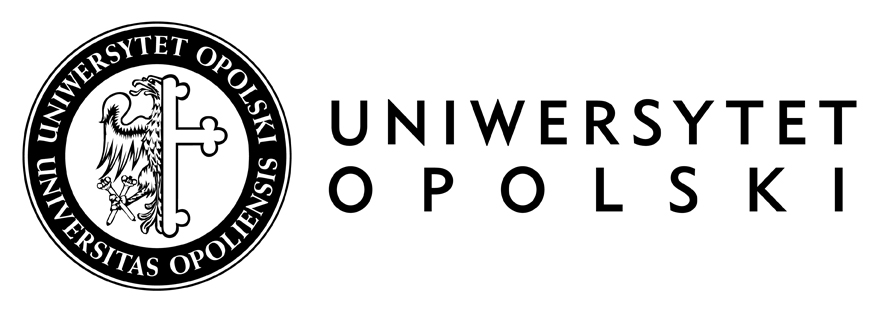 UNIWERSYTET OPOLSKI
UNIVERSITAS OPOLIENSIS
UNIWERSYTET
OPOLSKI